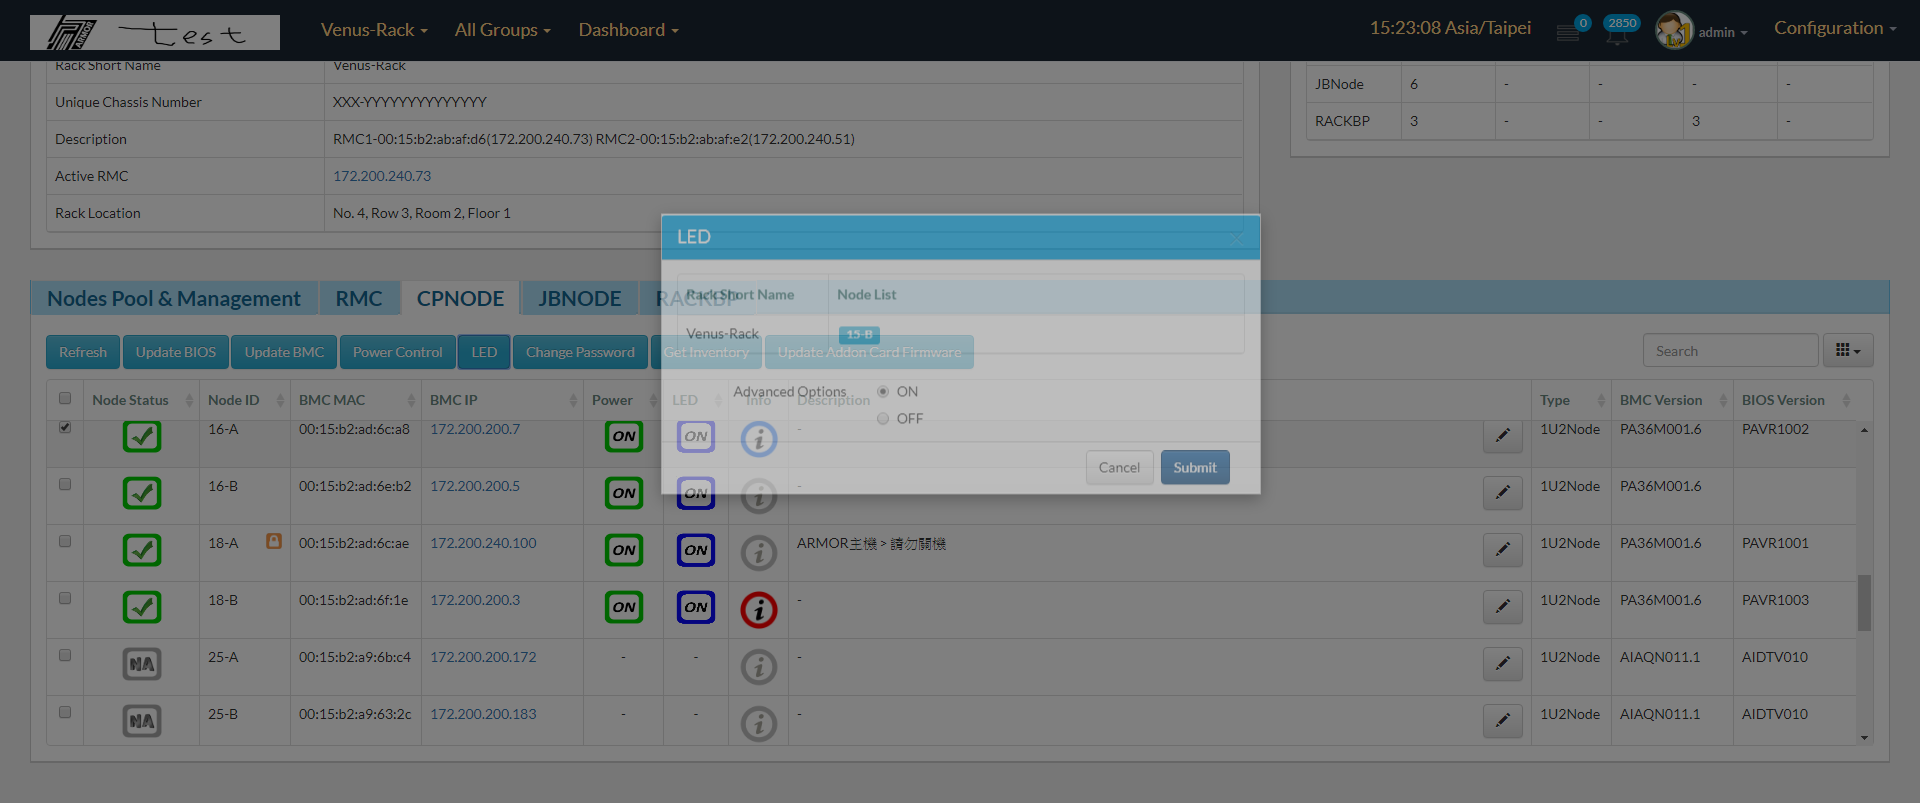 ARMOR test Venus-Rack All Groups Dashboard 15:23:08 Asia/Taipei 0 2850 admin Configuration
Rack Short Name Venus-Rack
Unique Chassis Number XXX-YYYYYYYYYYYYYY
Description RMC1-00:15:b2:ab:af:d6(172.200.240.73) RMC2-00:15:b2:ab:af:e2(172.200.240.51)
Active RMC 172.200.240.73
Rack Location No. 4, Row 3, Room 2, Floor 1
JBNode 6 - - - -
RACKBP 3 - - 3 -
LED
Rack Short Name Node List
Venus-Rack 15-B
Advanced Options ON
OFF
Cancel Submit
Nodes Pool & Management RMC CPNODE JBNODE RACKBP
Refresh Update BIOS Update BMC Power Control LED Change Password Get Inventory Update Addon Card Firmware Search
Node Status Node ID BMC MAC BMC IP Power LED Info Description Type BMC Version BIOS Version
16-A 00:15:b2:ad:6c:a8 172.200.200.7 ON ON i - 1U2Node PA36M001.6 PAVR1002
16-B 00:15:b2:ad:6e:b2 172.200.200.5 ON ON i - 1U2Node PA36M001.6
18-A 00:15:b2:ad:6c:ae 172.200.240.100 ON ON i ARMOR主機 > 請勿關機 1U2Node PA36M001.6 PAVR1001
18-B 00:15:b2:ad:6f:1e 172.200.200.3 ON ON i - 1U2Node PA36M001.6 PAVR1003
NA 25-A 00:15:b2:a9:6b:c4 172.200.200.172 - - i - 1U2Node AIAQN011.1 AIDTV010
NA 25-B 00:15:b2:a9:63:2c 172.200.200.183 - - i - 1U2Node AIAQN011.1 AIDTV010